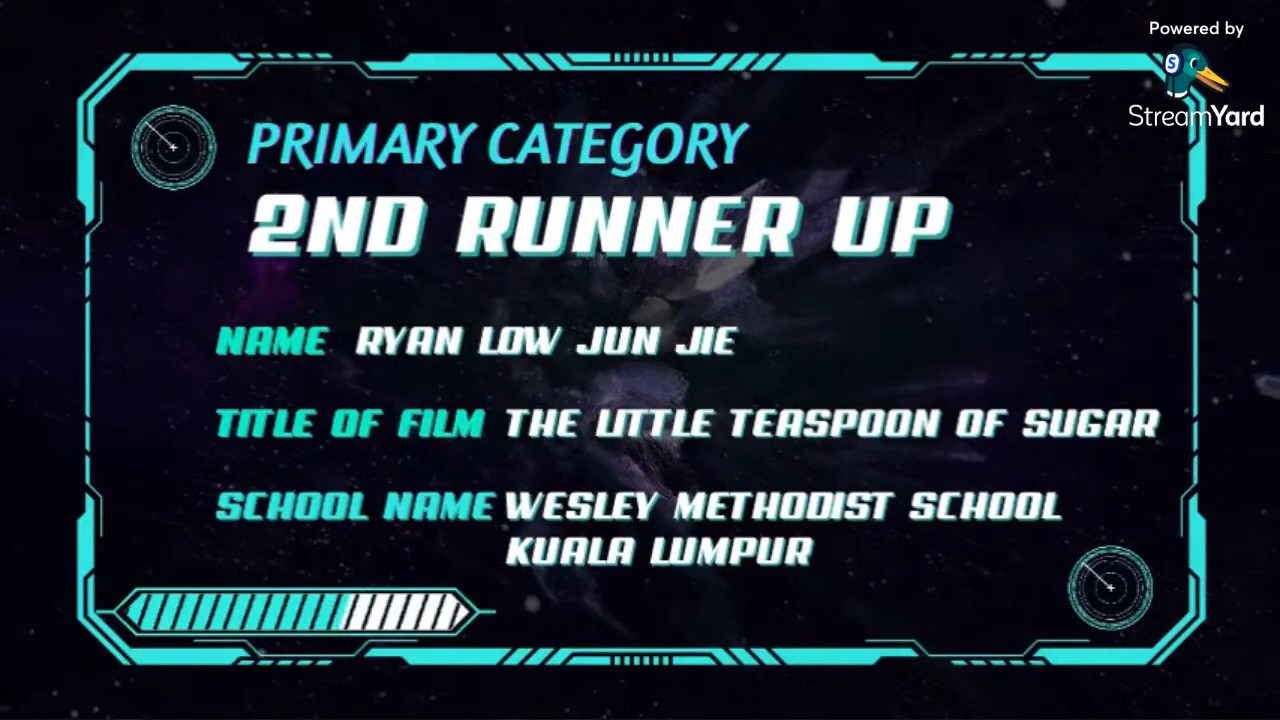 Powered by
StreamYard
PRIMARY CATEGORY
2ND RUNNER UP
NAME RYAN LOW JUN JIE
TITLE OF FILM THE LITTLE TEASPOON OF SUGAR
SCHOOL NAME WESLEY METHODIST SCHOOL
KUALA LUMPUR